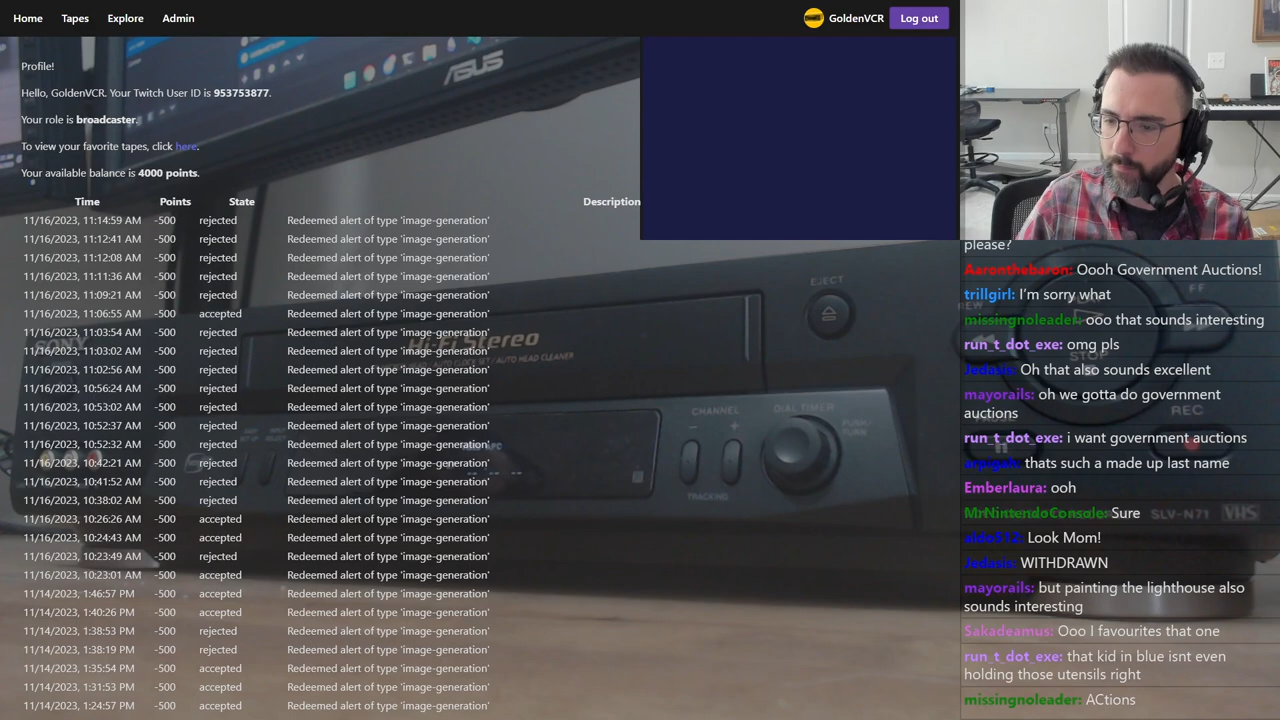 Home Tapes Explore Admin
GoldenVCR Log out
Profile!
Hello, GoldenVCR. Your Twitch User ID is 953753877.
Your role is broadcaster.
To view your favorite tapes, click here.
Your available balance is 4000 points.
Time Points State Description
11/16/2023, 11:14:59 AM -500 rejected Redeemed alert of type 'image-generation'
11/16/2023, 11:12:41 AM -500 rejected Redeemed alert of type 'image-generation'
11/16/2023, 11:12:08 AM -500 rejected Redeemed alert of type 'image-generation'
11/16/2023, 11:11:36 AM -500 rejected Redeemed alert of type 'image-generation'
11/16/2023, 11:09:21 AM -500 rejected Redeemed alert of type 'image-generation'
11/16/2023, 11:06:55 AM -500 accepted Redeemed alert of type 'image-generation'
11/16/2023, 11:03:54 AM -500 rejected Redeemed alert of type 'image-generation'
11/16/2023, 11:03:02 AM -500 rejected Redeemed alert of type 'image-generation'
11/16/2023, 11:02:56 AM -500 rejected Redeemed alert of type 'image-generation'
11/16/2023, 10:56:24 AM -500 rejected Redeemed alert of type 'image-generation'
11/16/2023, 10:53:02 AM -500 rejected Redeemed alert of type 'image-generation'
11/16/2023, 10:52:37 AM -500 rejected Redeemed alert of type 'image-generation'
11/16/2023, 10:52:32 AM -500 rejected Redeemed alert of type 'image-generation'
11/16/2023, 10:42:21 AM -500 rejected Redeemed alert of type 'image-generation'
11/16/2023, 10:41:52 AM -500 rejected Redeemed alert of type 'image-generation'
11/16/2023, 10:38:02 AM -500 rejected Redeemed alert of type 'image-generation'
11/16/2023, 10:26:26 AM -500 accepted Redeemed alert of type 'image-generation'
11/16/2023, 10:24:43 AM -500 accepted Redeemed alert of type 'image-generation'
11/16/2023, 10:23:49 AM -500 rejected Redeemed alert of type 'image-generation'
11/16/2023, 10:23:01 AM -500 accepted Redeemed alert of type 'image-generation'
11/14/2023, 1:46:57 PM -500 accepted Redeemed alert of type 'image-generation'
11/14/2023, 1:40:26 PM -500 accepted Redeemed alert of type 'image-generation'
11/14/2023, 1:38:53 PM -500 rejected Redeemed alert of type 'image-generation'
11/14/2023, 1:38:19 PM -500 rejected Redeemed alert of type 'image-generation'
11/14/2023, 1:35:54 PM -500 accepted Redeemed alert of type 'image-generation'
11/14/2023, 1:31:53 PM -500 accepted Redeemed alert of type 'image-generation'
11/14/2023, 1:24:57 PM -500 accepted Redeemed alert of type 'image-generation'
ASUS
SONY
Hi-Fi Stereo
AUTO CLOCK SET · AUTO HEAD CLEANER
EJECT
CHANNEL
DIAL TIMER
PUSH-
TURN
TRACKING
FF
STOP
REC
SLV-N71 VHS
please?
Aaronthebaron: Oooh Government Auctions!
trillgirl: I'm sorry what
missingnoleader: ooo that sounds interesting
run_t_dot_exe: omg pls
Jedasis: Oh that also sounds excellent
mayorails: oh we gotta do government
auctions
run_t_dot_exe: i want government auctions
arpigah: thats such a made up last name
Emberlaura: ooh
MrNintendoConsole: Sure
aldo512: Look Mom!
Jedasis: WITHDRAWN
mayorails: but painting the lighthouse also
sounds interesting
Sakadeamus: Ooo I favourites that one
run_t_dot_exe: that kid in blue isnt even
holding those utensils right
missingnoleader: ACtions